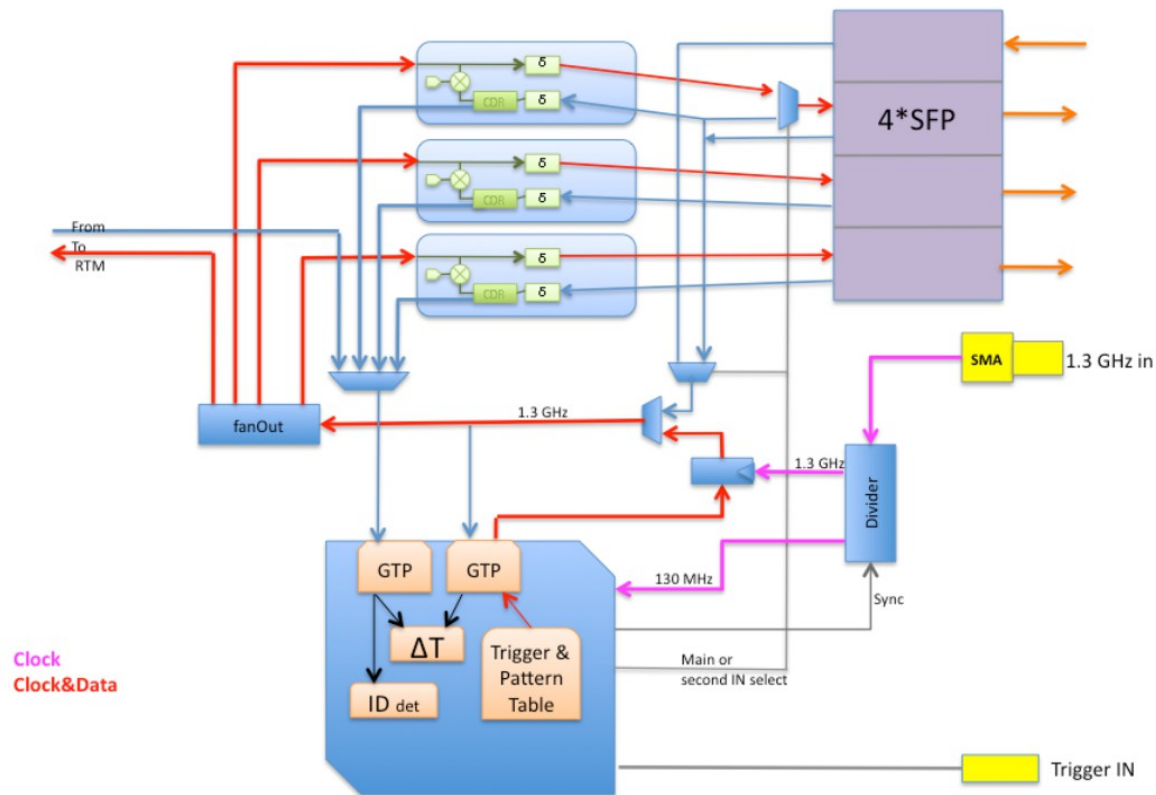 δ
CDR
δ
4*SFP
δ
CDR
δ
From
To
RTM
δ
CDR
δ
SMA
1.3 GHz in
1.3 GHz
fanOut
1.3 GHz
Divider
GTP
GTP
130 MHz
Sync
ΔT
Trigger &
Pattern
Table
Clock
Clock&Data
Main or
second IN select
ID det
Trigger IN